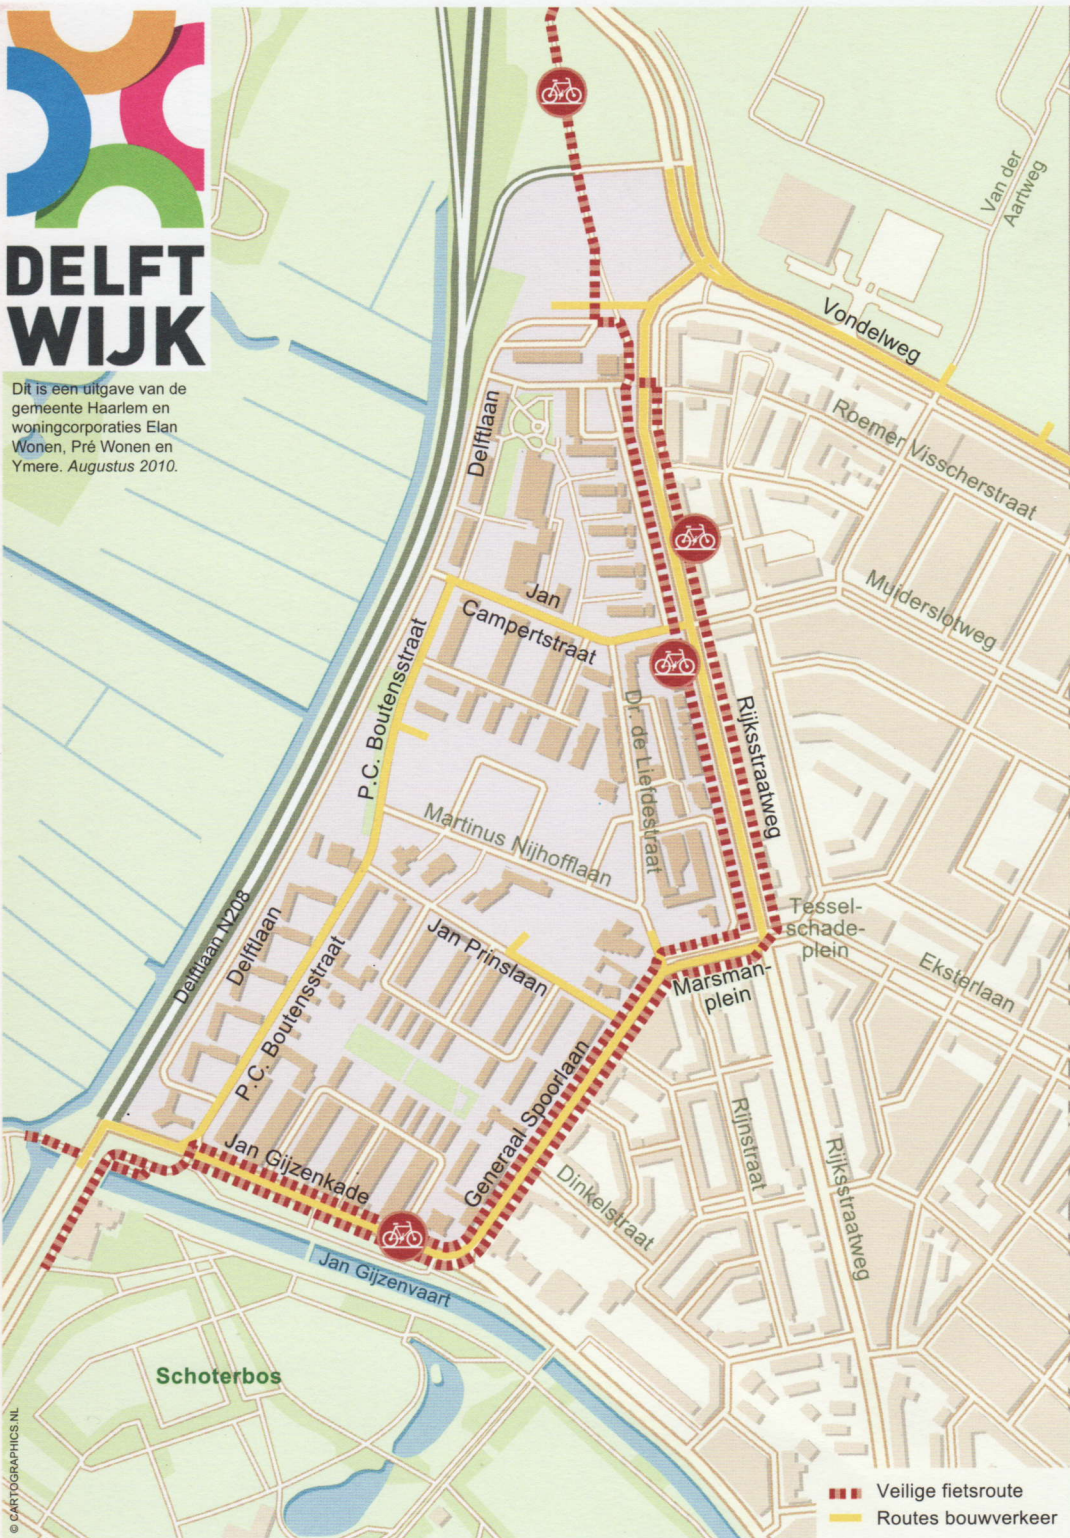 DELFT
WIJK
Dit is een uitgave van de
gemeente Haarlem en
woningcorporaties Elan
Wonen, Pré Wonen en
Ymere. Augustus 2010.
Van der
Aartweg
Vondelweg
Roemer Visscherstraat
Delftlaan
Muiderslotweg
Jan
Campertstraat
P.C. Boutensstraat
Dr. de Liefdestraat
Rijksstraatweg
Martinus Nijhofflaan
Delftlaan N208
Delftlaan
Jan Prinslaan
Tessel-
schade-
plein
Eksterlaan
Marsman-
plein
P.C. Boutensstraat
Generaal Spoorlaan
Jan Gijzenkade
Rijnstraat
Rijksstraatweg
Dinkelstraat
Jan Gijzenvaart
Schoterbos
© CARTOGRAPHICS.NL
Veilige fietsroute
Routes bouwverkeer